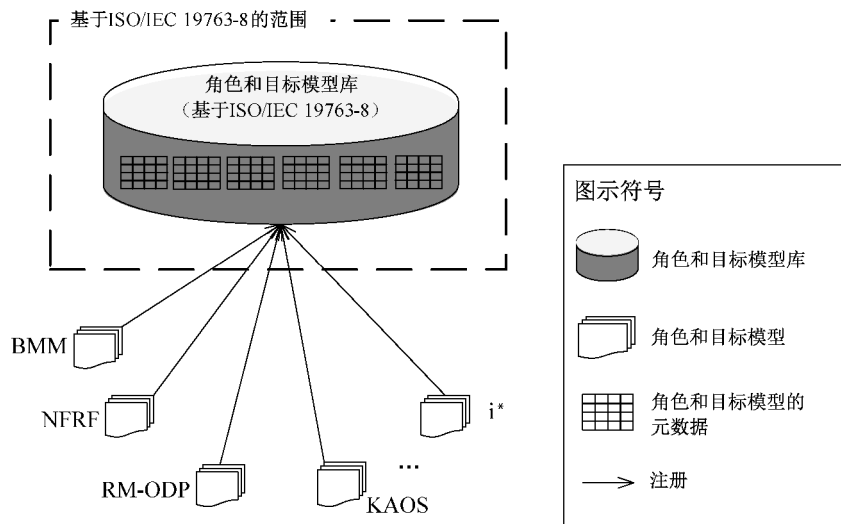 基于ISO/IEC 19763-8的范围
角色和目标模型库
（基于ISO/IEC 19763-8）
BMM
NFRF
RM-ODP
KAOS
...
i*
图示符号
角色和目标模型库
角色和目标模型
角色和目标模型的
元数据
注册